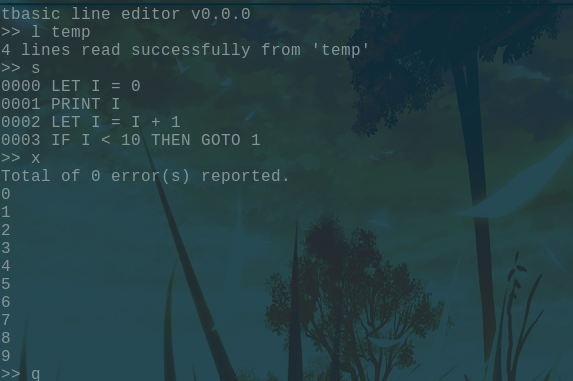 tbasic line editor v0.0.0
>> l temp
4 lines read successfully from 'temp'
>> s
0000 LET I = 0
0001 PRINT I
0002 LET I = I + 1
0003 IF I < 10 THEN GOTO 1
>> x
Total of 0 error(s) reported.
0
1
2
3
4
5
6
7
8
9
>> q